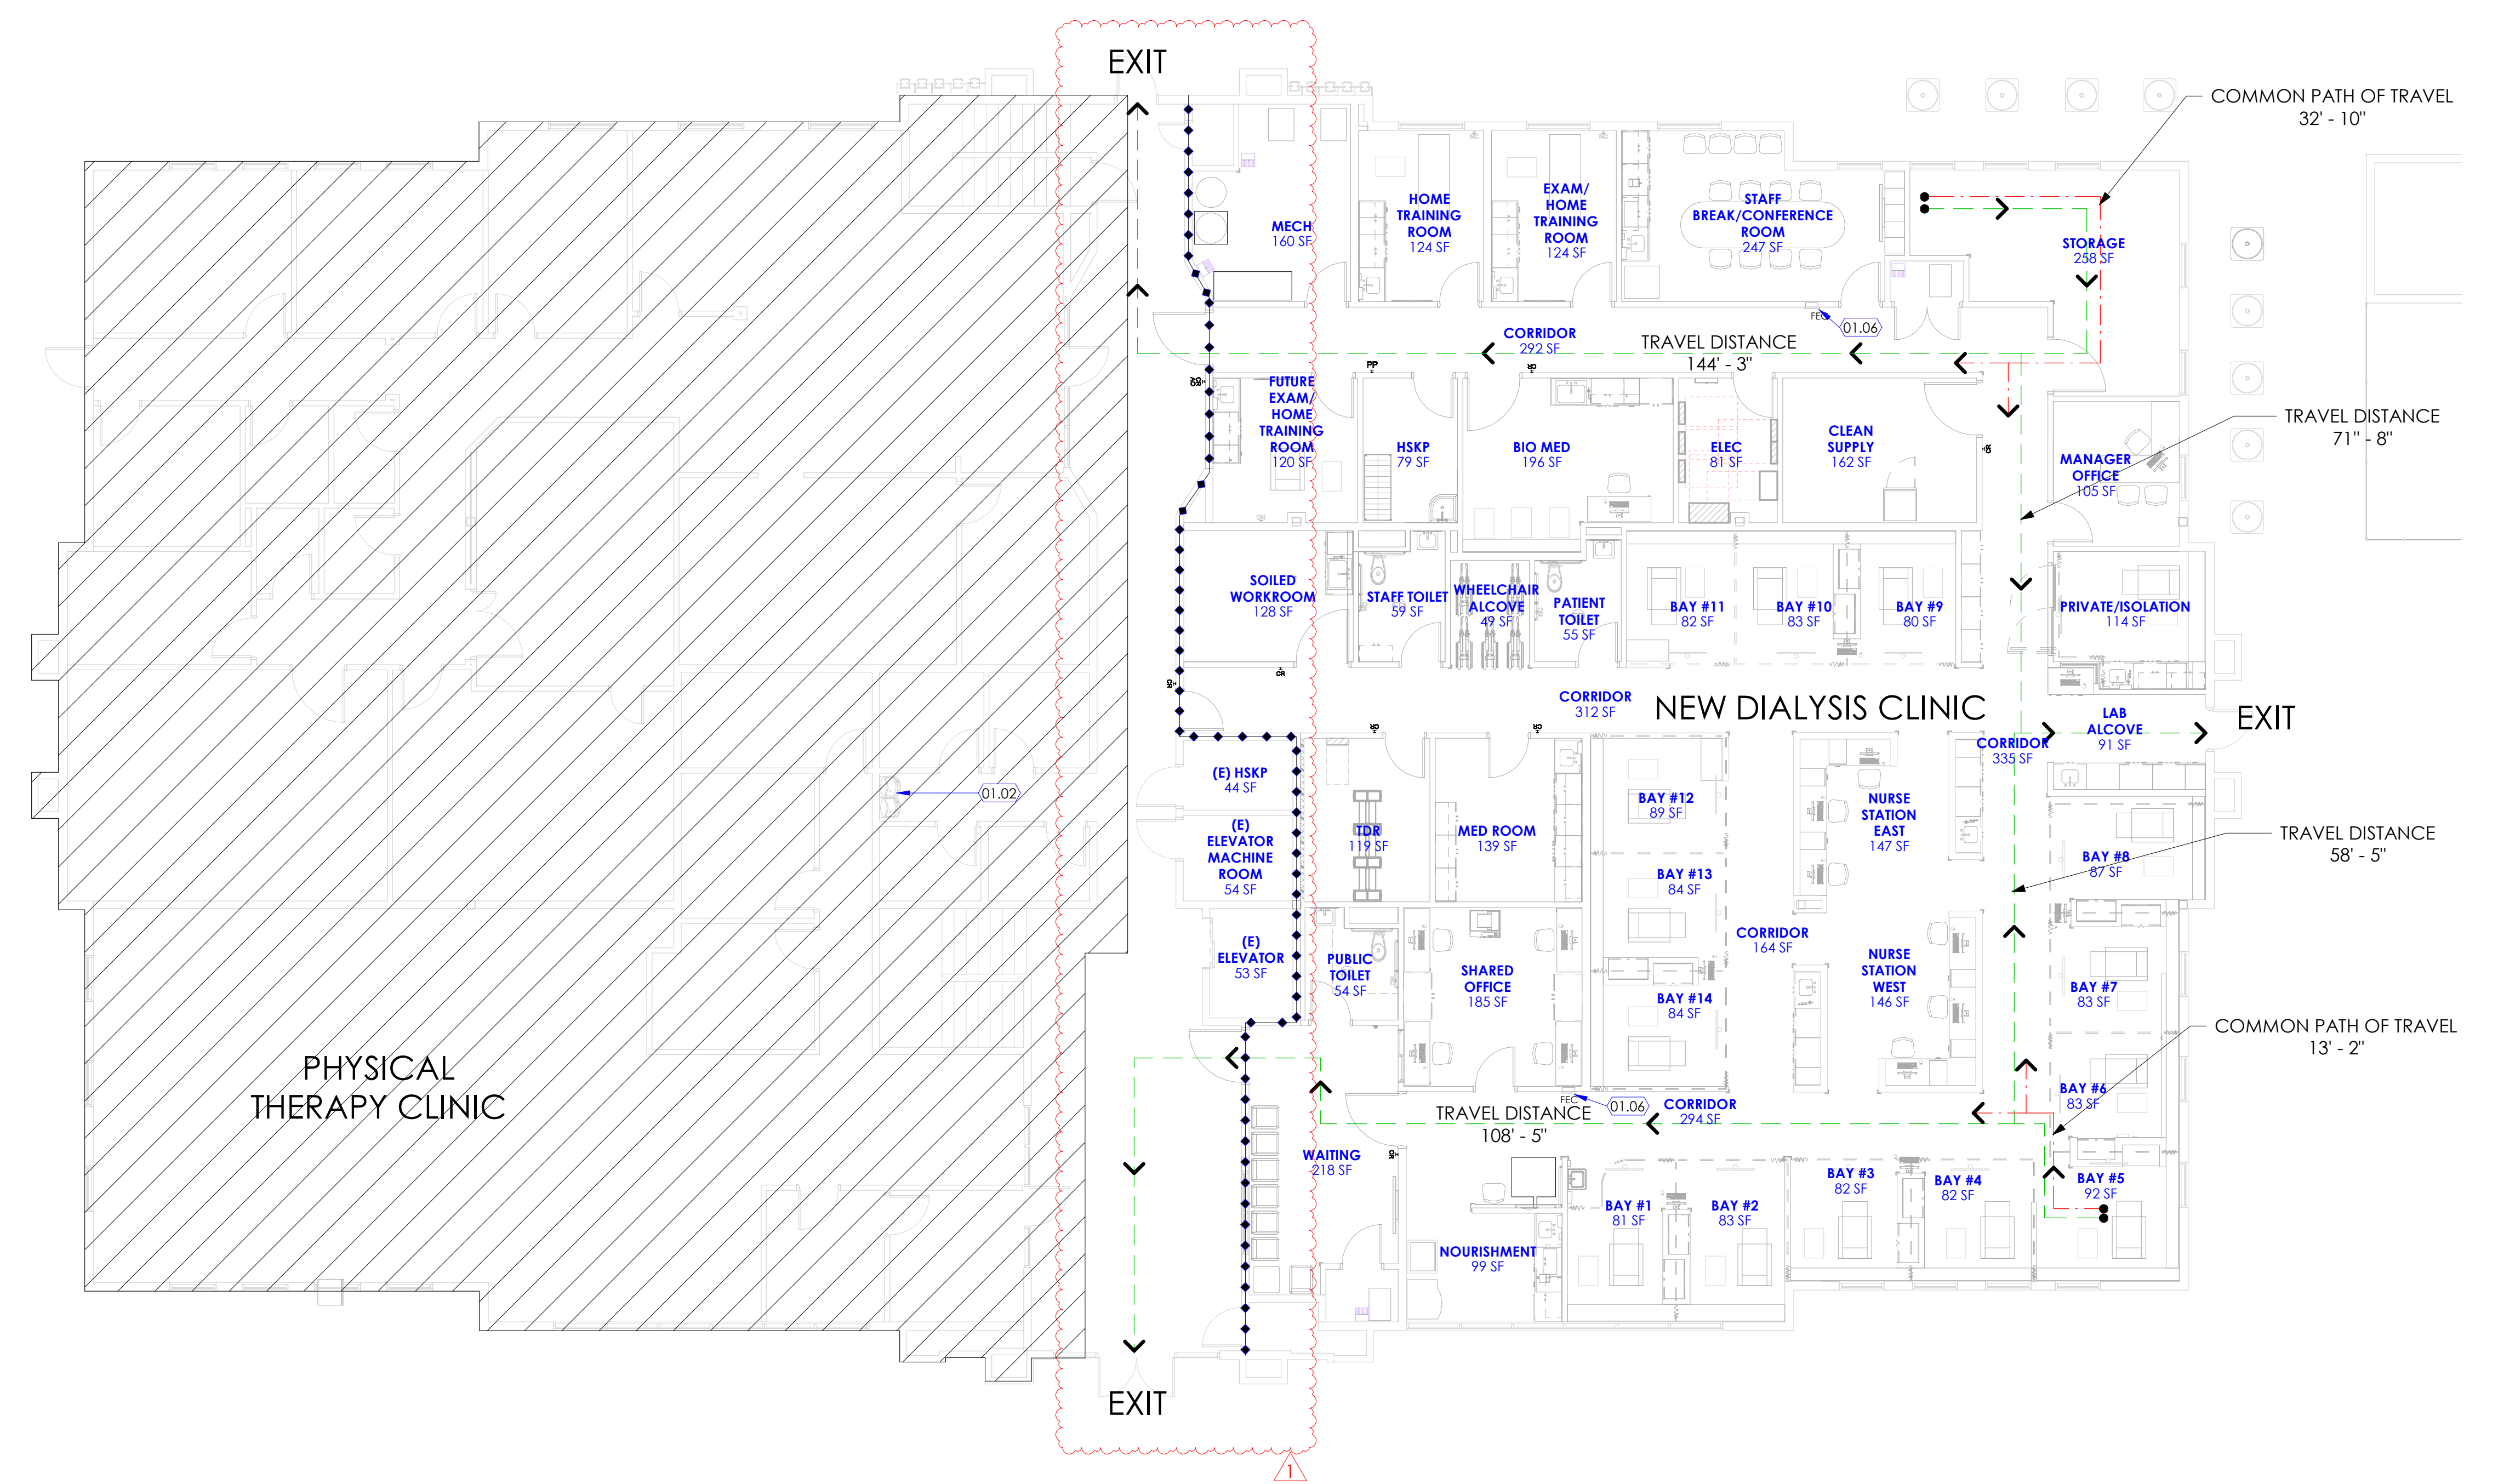 EXIT
COMMON PATH OF TRAVEL
32' - 10"
MECH
160 SF
HOME
TRAINING
ROOM
124 SF
EXAM/
HOME
TRAINING
ROOM
124 SF
STAFF
BREAK/CONFERENCE
ROOM
247 SF
STORAGE
258 SF
FEC
01.06
CORRIDOR
292 SF
TRAVEL DISTANCE
144' - 3"
PP
CR
CR
FUTURE
EXAM/
HOME
TRAINING
ROOM
120 SF
HSKP
79 SF
BIO MED
196 SF
ELEC
81 SF
CLEAN
SUPPLY
162 SF
CR
TRAVEL DISTANCE
71" - 8"
MANAGER
OFFICE
105 SF
SOILED
WORKROOM
128 SF
STAFF TOILET
59 SF
WHEELCHAIR
ALCOVE
49 SF
PATIENT
TOILET
55 SF
BAY #11
82 SF
BAY #10
83 SF
BAY #9
80 SF
PRIVATE/ISOLATION
114 SF
CR
CR
CORRIDOR
312 SF
NEW DIALYSIS CLINIC
LAB
ALCOVE
91 SF
EXIT
CR
CR
CORRIDOR
335 SF
01.02
(E) HSKP
44 SF
(E)
ELEVATOR
MACHINE
ROOM
54 SF
TDR
119 SF
MED ROOM
139 SF
BAY #12
89 SF
BAY #13
84 SF
NURSE
STATION
EAST
147 SF
BAY #8
87 SF
TRAVEL DISTANCE
58' - 5"
(E)
ELEVATOR
53 SF
PUBLIC
TOILET
54 SF
SHARED
OFFICE
185 SF
BAY #14
84 SF
CORRIDOR
164 SF
NURSE
STATION
WEST
146 SF
BAY #7
83 SF
COMMON PATH OF TRAVEL
13' - 2"
PHYSICAL
THERAPY CLINIC
BAY #6
83 SF
FEC
01.06
CORRIDOR
294 SF
TRAVEL DISTANCE
108' - 5"
WAITING
218 SF
CR
BAY #1
81 SF
BAY #2
83 SF
BAY #3
82 SF
BAY #4
82 SF
BAY #5
92 SF
NOURISHMENT
99 SF
EXIT
1